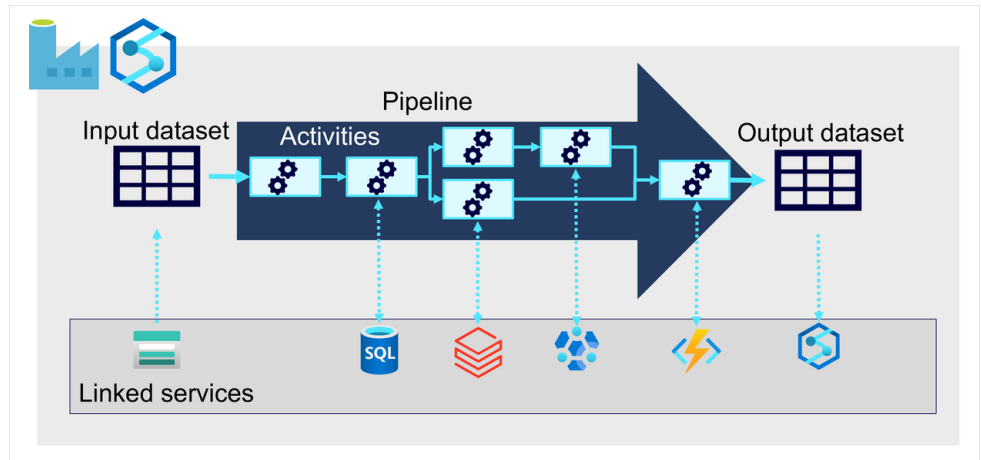 Pipeline
Input dataset
Activities
Output dataset
SQL
Linked services